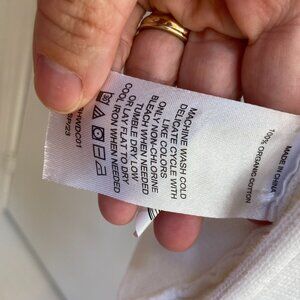 100% ORGANIC COTTON
MADE IN CHINA
MACHINE WASH COLD
DELICATE CYCLE WITH
LIKE COLORS
ONLY NON-CHLORINE
BLEACH WHEN NEEDED
TUMBLE DRY LOW
OR LAY FLAT TO DRY
COOL IRON WHEN NEEDED
30